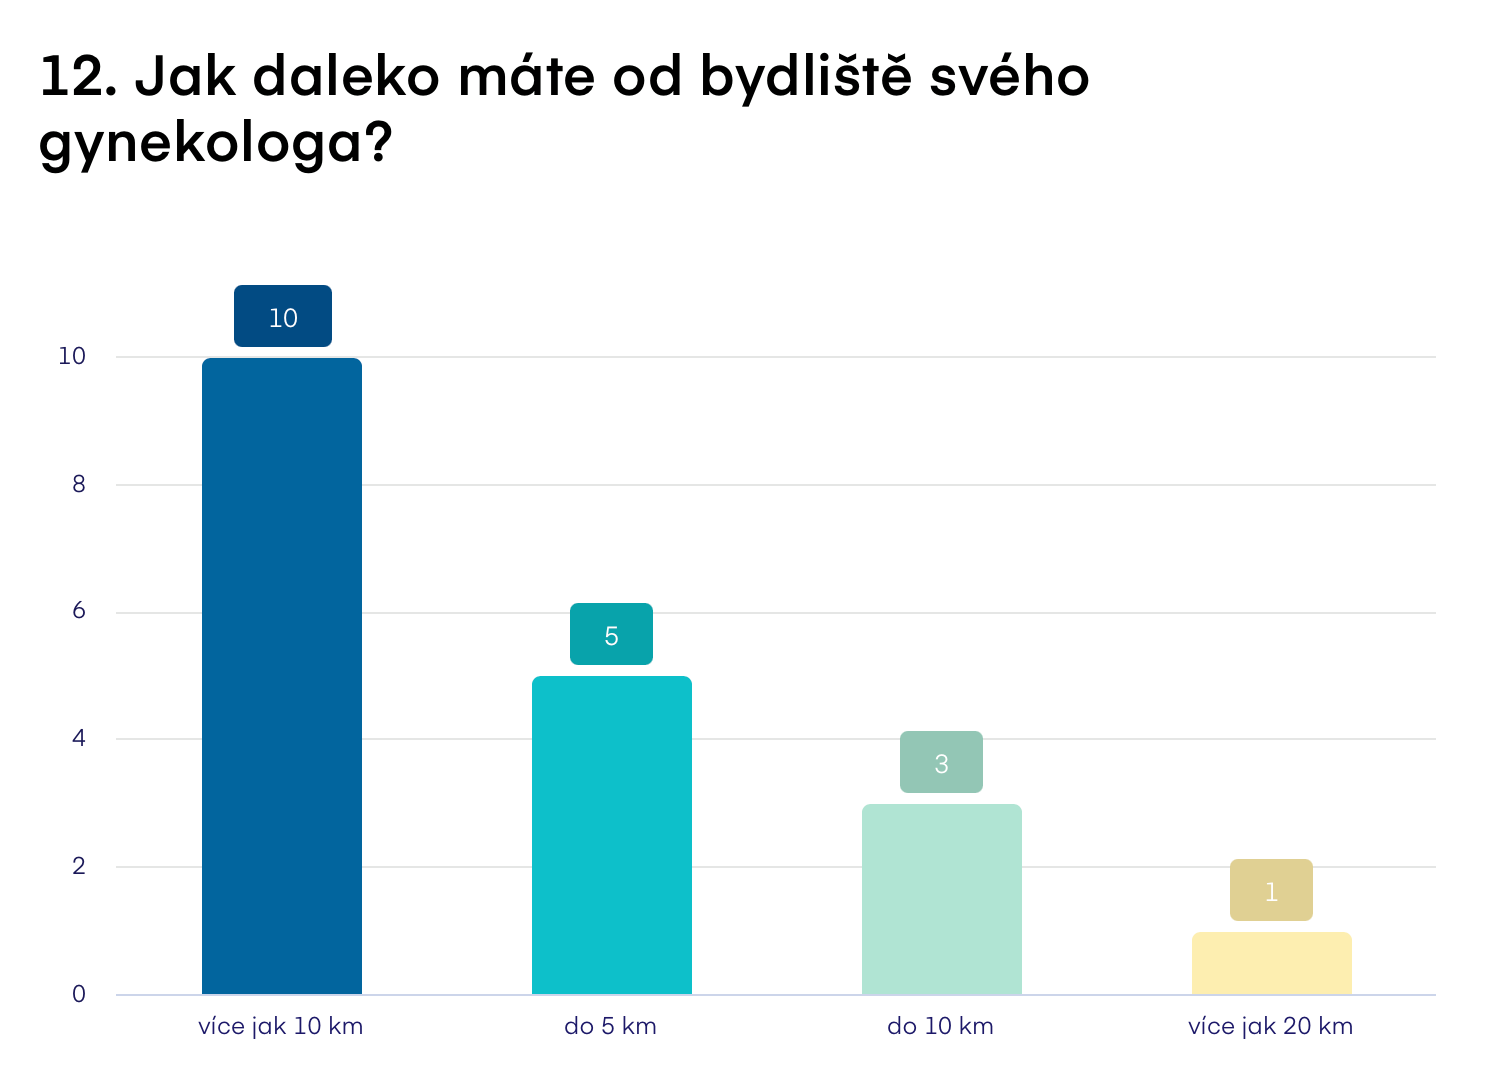 12. Jak daleko máte od bydliště svého
gynekologa?
10
10
8
6
5
4
3
2
1
0
více jak 10 km
do 5 km
do 10 km
více jak 20 km